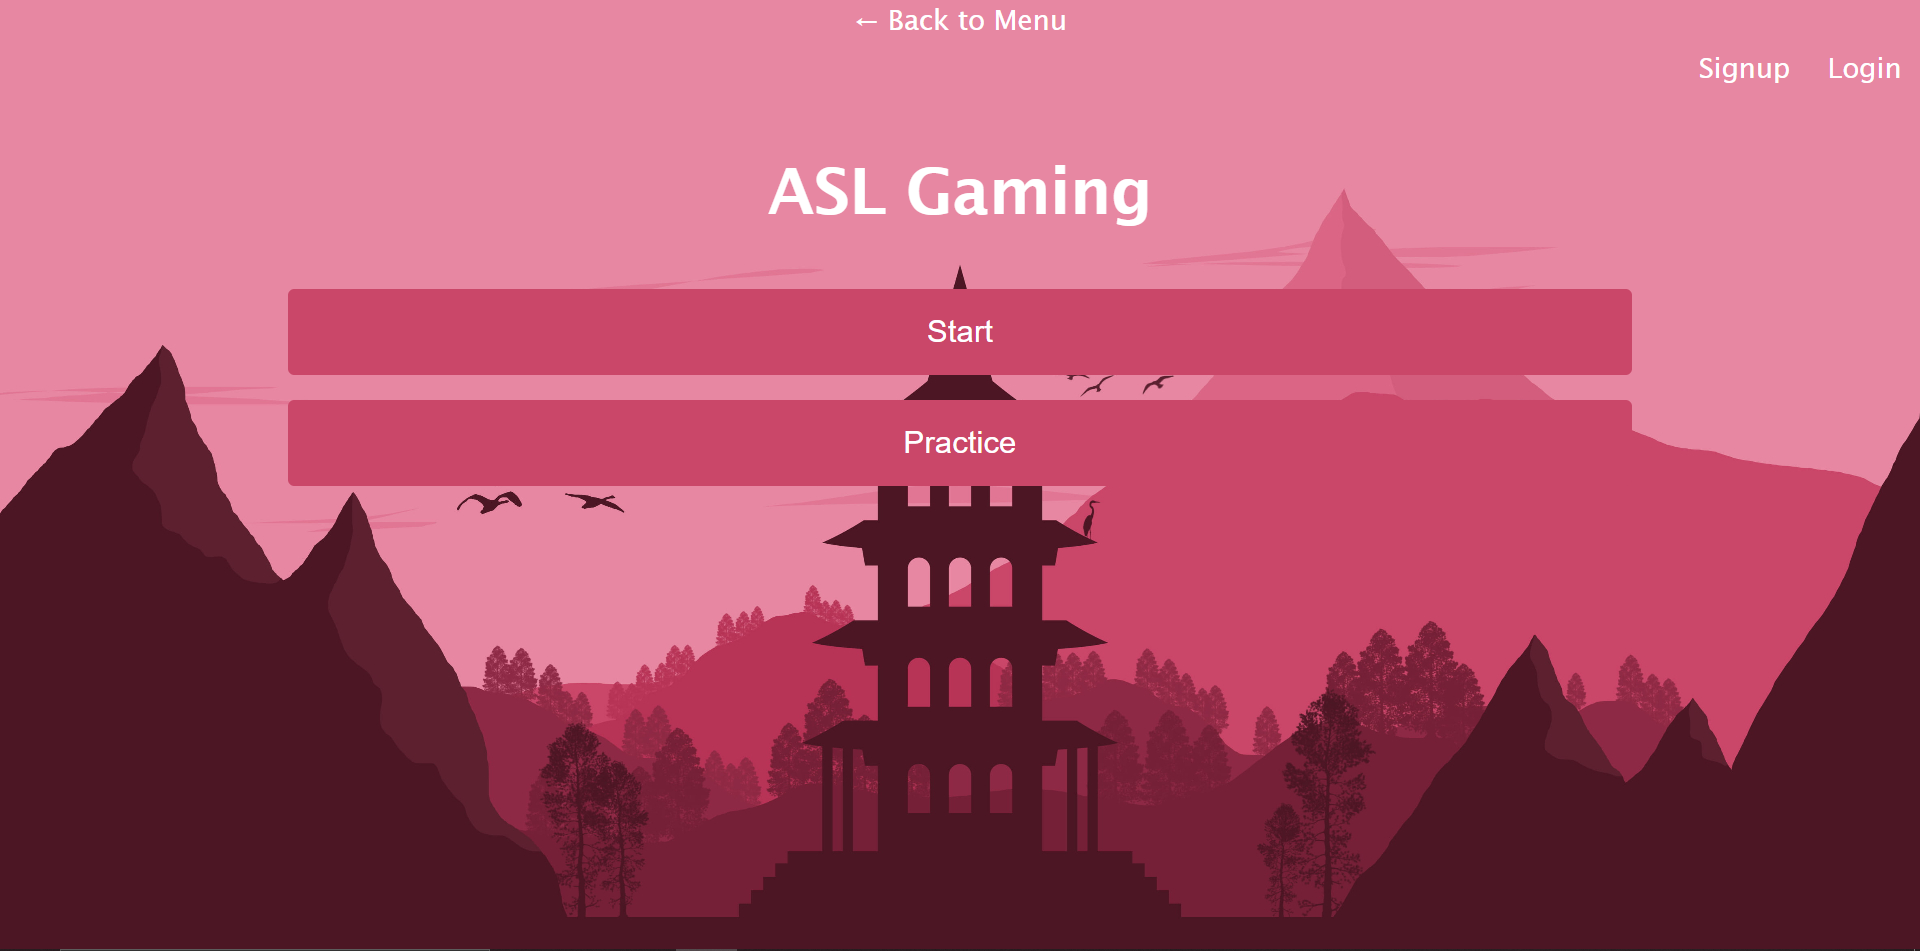 ← Back to Menu
Signup Login
ASL Gaming
Start
Practice